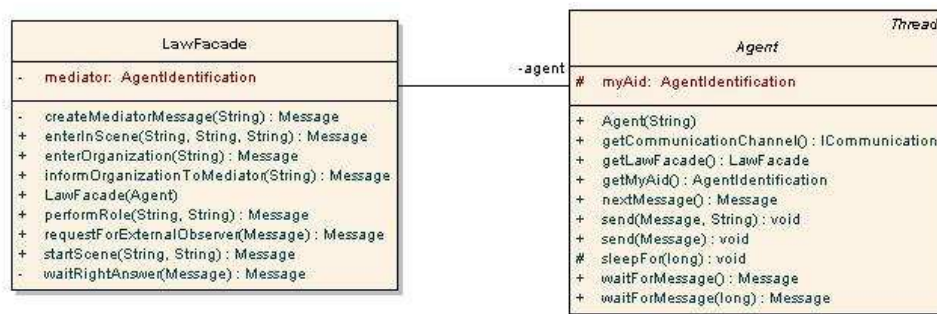 LawFacade
- mediator: AgentIdentification
- createMediatorMessage(String) : Message
+ enterInScene(String, String, String) : Message
+ enterOrganization(String) : Message
+ informOrganizationToMediator(String) : Message
+ LawFacade(Agent)
+ performRole(String, String) : Message
+ requestForExternalObserver(Message) : Message
+ startScene(String, String) : Message
- waitRightAnswer(Message) : Message
-agent
Thread
Agent
# myAid: AgentIdentification
+ Agent(String)
+ getCommunicationChannel() : ICommunication
+ getLawFacade() : LawFacade
+ getMyAid() : AgentIdentification
+ nextMessage() : Message
+ send(Message, String) : void
+ send(Message) : void
# sleepFor(long) : void
+ waitForMessage() : Message
+ waitForMessage(long) : Message